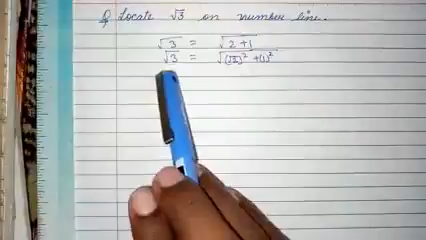 Q Locate √3 on number line.
√3 = √2+1
√3 = √(√2)² + (1)²